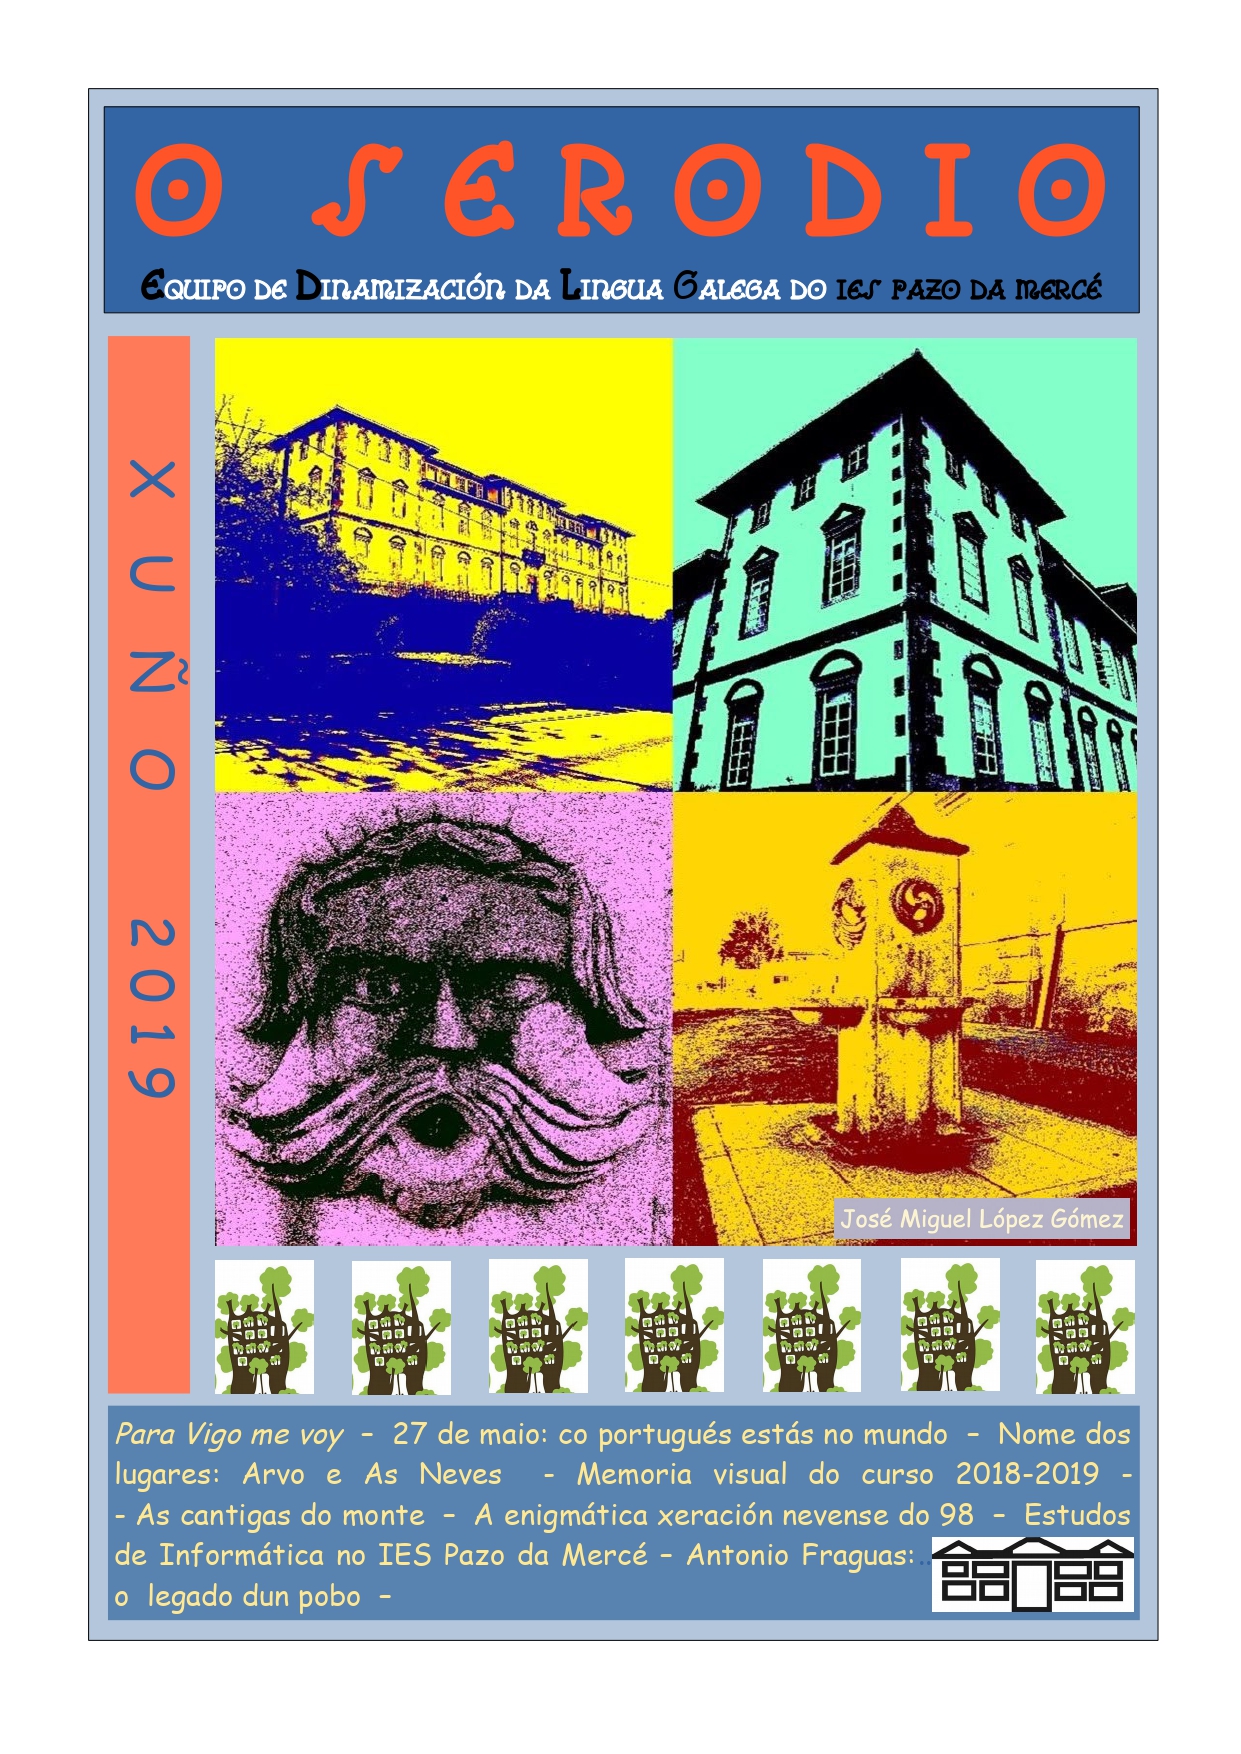 O SERODIO
EQUIPO DE DINAMIZACIÓN DA LINGUA GALEGA DO IES PAZO DA MERCÉ
XUÑO 2019
José Miguel López Gómez
Para Vigo me voy – 27 de maio: co portugués estás no mundo – Nome dos
lugares: Arvo e As Neves - Memoria visual do curso 2018-2019 -
- As cantigas do monte – A enigmática xeración nevense do 98 – Estudos
de Informática no IES Pazo da Mercé – Antonio Fraguas:..
o legado dun pobo –